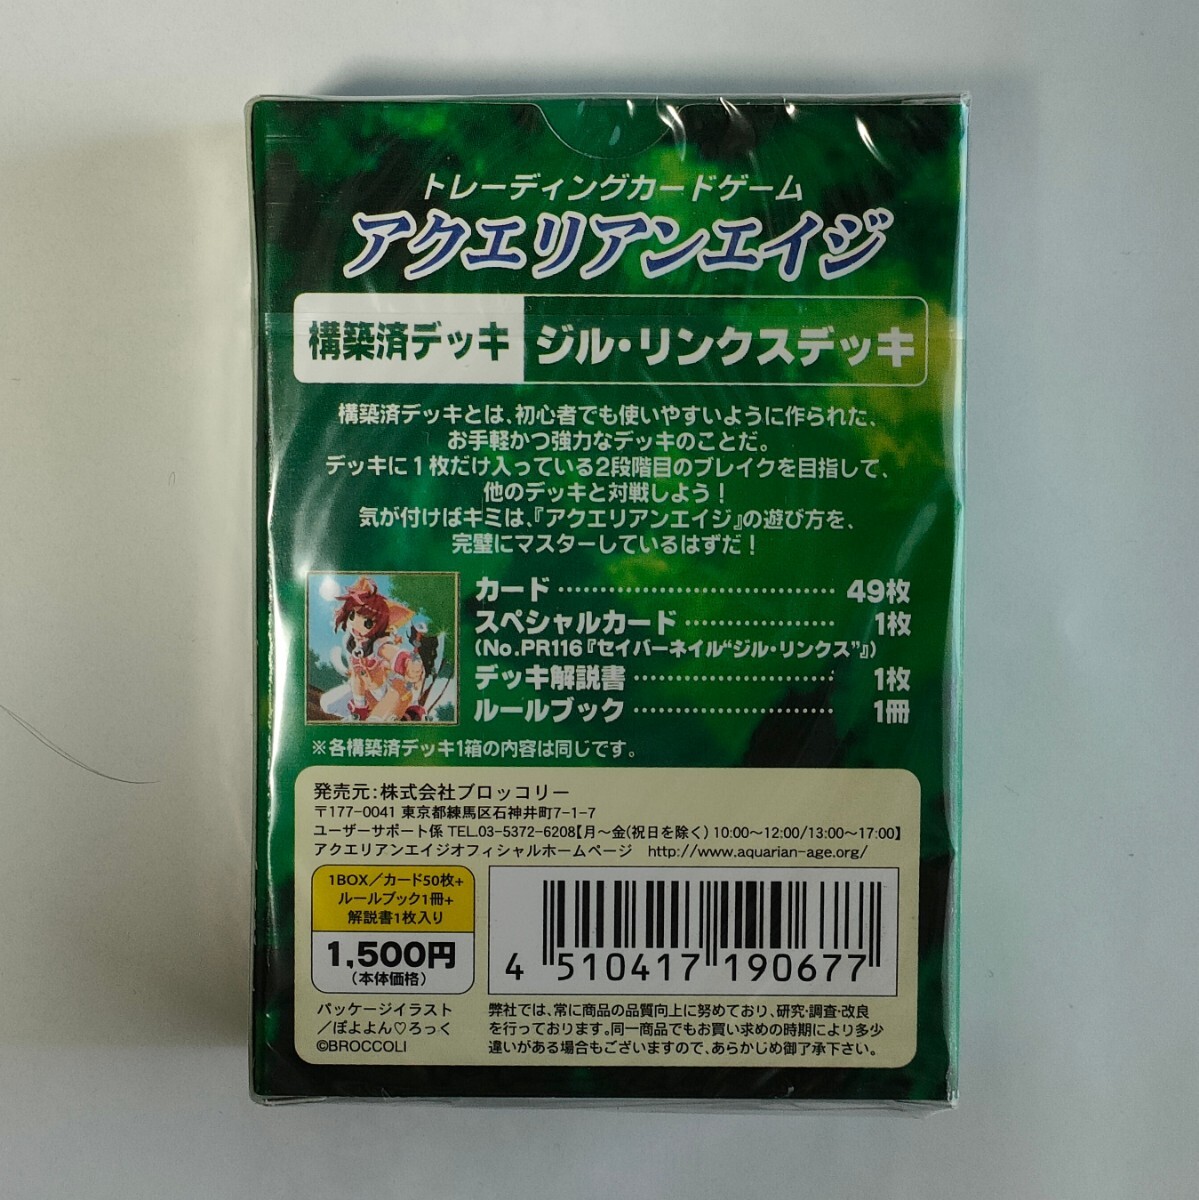 トレーディングカードゲーム
アクエリアンエイジ
構築済デッキ ジル・リンクスデッキ
構築済デッキとは、初心者でも使いやすいように作られた、
お手軽かつ強力なデッキのことだ。
デッキに1枚だけ入っている2段階目のブレイクを目指して、
他のデッキと対戦しよう！
気が付けばキミは、『アクエリアンエイジ』の遊び方を、
完璧にマスターしているはずだ！
カード………………………………49枚
スペシャルカード………………1枚
(No.PR116『セイバーネイル“ジル・リンクス”』)
デッキ解説書……………………1枚
ルールブック……………………1冊
※各構築済デッキ1箱の内容は同じです。
発売元：株式会社ブロッコリー
〒177-0041 東京都練馬区石神井町7-1-7
ユーザーサポート係 TEL.03-5372-6208【月～金(祝日を除く) 10:00～12:00/13:00～17:00】
アクエリアンエイジオフィシャルホームページ http://www.aquarian-age.org/
1BOX／カード50枚+
ルールブック1冊+
解説書1枚入り
1,500円
(本体価格)
4 510417 190677
パッケージイラスト
／ぽよよん♡ろっく
©BROCCOLI
弊社では、常に商品の品質向上に努めており、研究・調査・改良
を行っております。同一商品でもお買い求めの時期により多少
違いがある場合もございますので、あらかじめ御了承下さい。